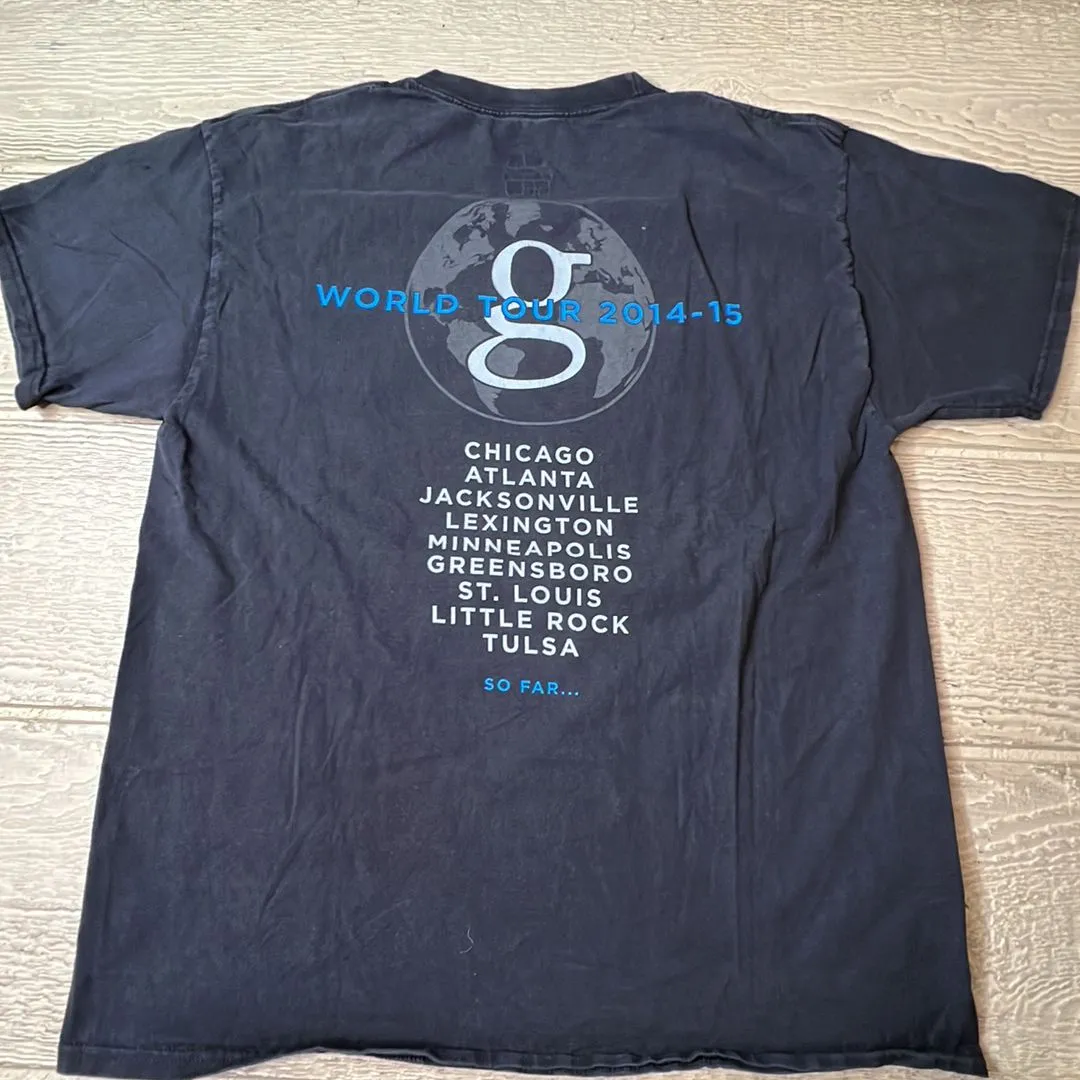 g
WORLD TOUR 2014-15
CHICAGO
ATLANTA
JACKSONVILLE
LEXINGTON
MINNEAPOLIS
GREENSBORO
ST. LOUIS
LITTLE ROCK
TULSA
SO FAR...